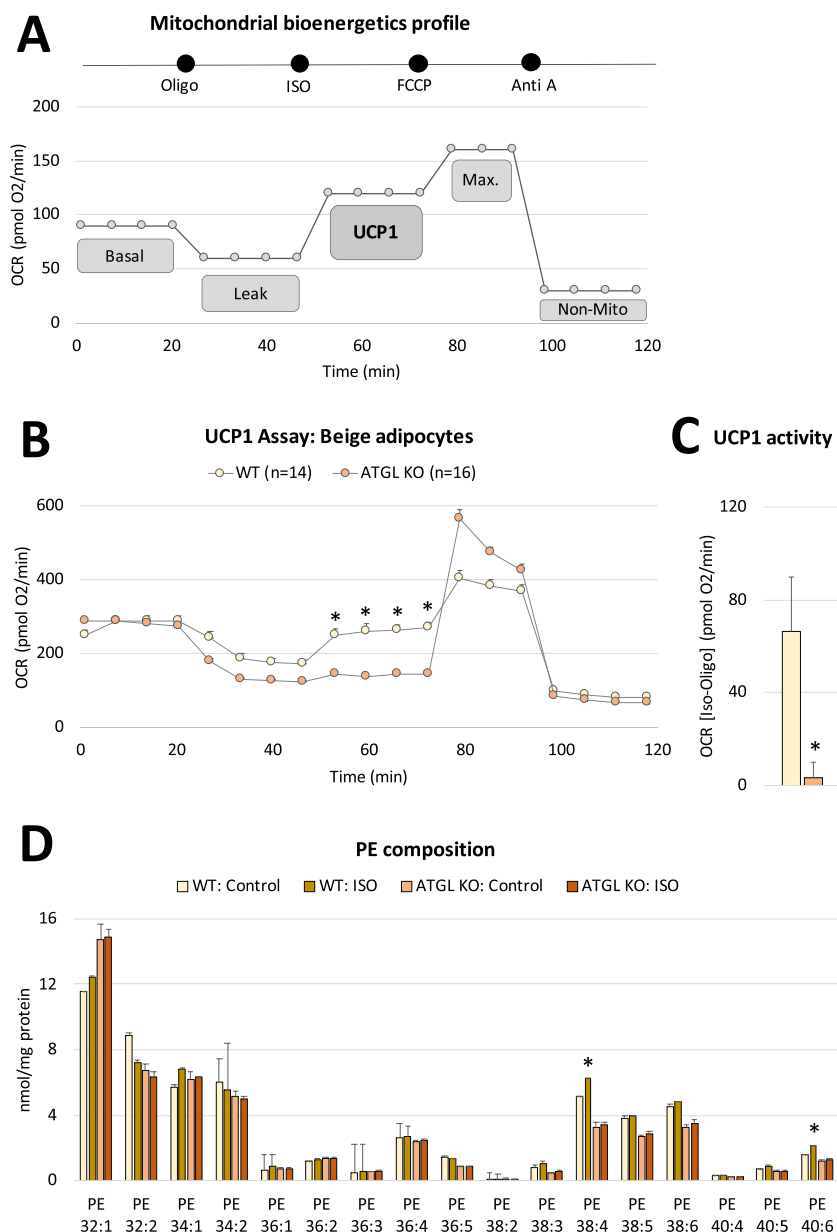 A
Mitochondrial bioenergetics profile
Oligo ISO FCCP Anti A
OCR (pmol O2/min)
200
150
100
50
0
Basal
Leak
UCP1
Max.
Non-Mito
0 20 40 60 80 100 120
Time (min)
B
UCP1 Assay: Beige adipocytes
WT (n=14) ATGL KO (n=16)
OCR (pmol O2/min)
600
400
200
0
* * * *
0 20 40 60 80 100 120
Time (min)
C
UCP1 activity
OCR [Iso-Oligo] (pmol O2/min)
120
80
40
0
*
D
PE composition
WT: Control WT: ISO ATGL KO: Control ATGL KO: ISO
nmol/mg protein
16
12
8
4
0
* *
PE PE PE PE PE PE PE PE PE PE PE PE PE PE PE PE PE
32:1 32:2 34:1 34:2 36:1 36:2 36:3 36:4 36:5 38:2 38:3 38:4 38:5 38:6 40:4 40:5 40:6